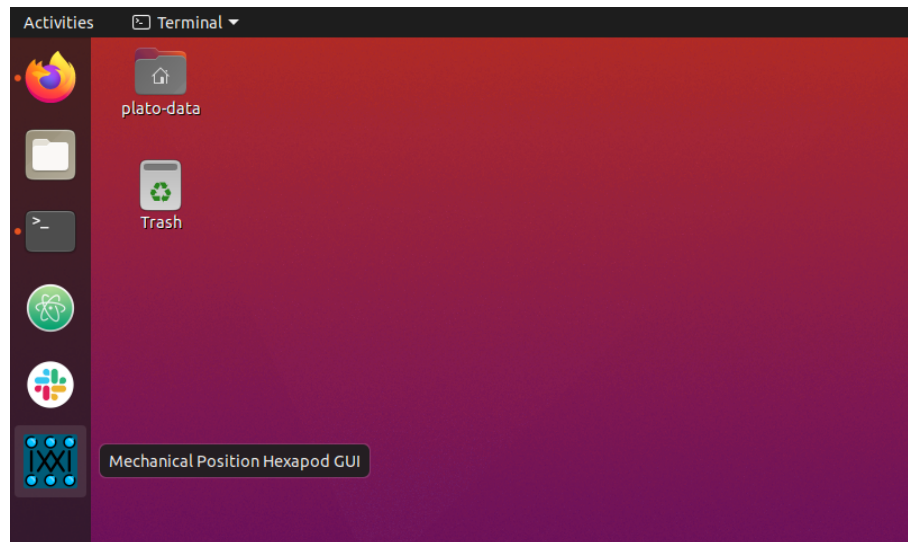 Activities
Terminal
plato-data
Trash
>_
Mechanical Position Hexapod GUI